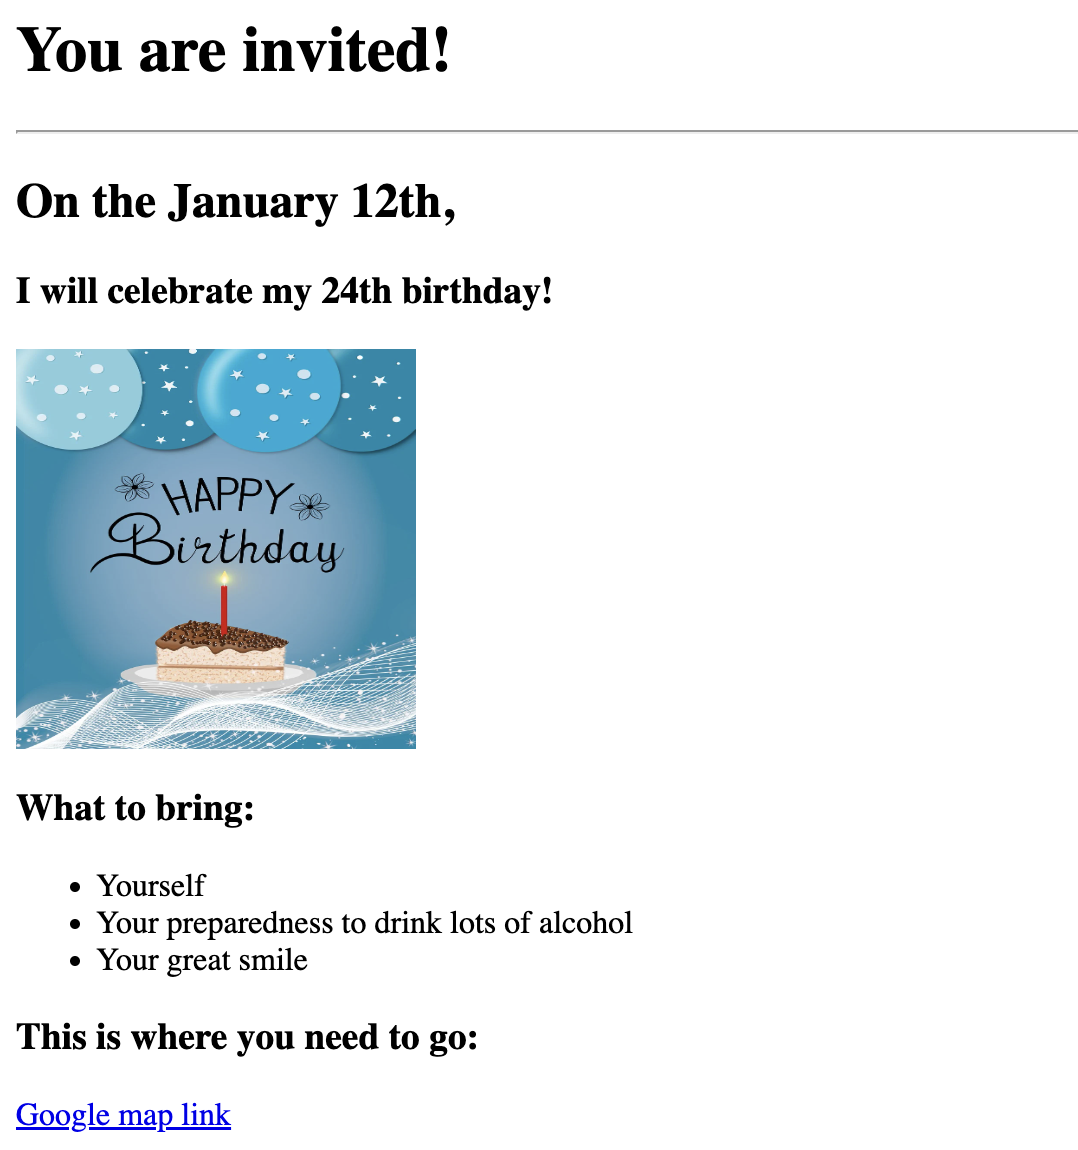 You are invited!
On the January 12th,
I will celebrate my 24th birthday!
HAPPY
Birthday
What to bring:
• Yourself
• Your preparedness to drink lots of alcohol
• Your great smile
This is where you need to go:
Google map link